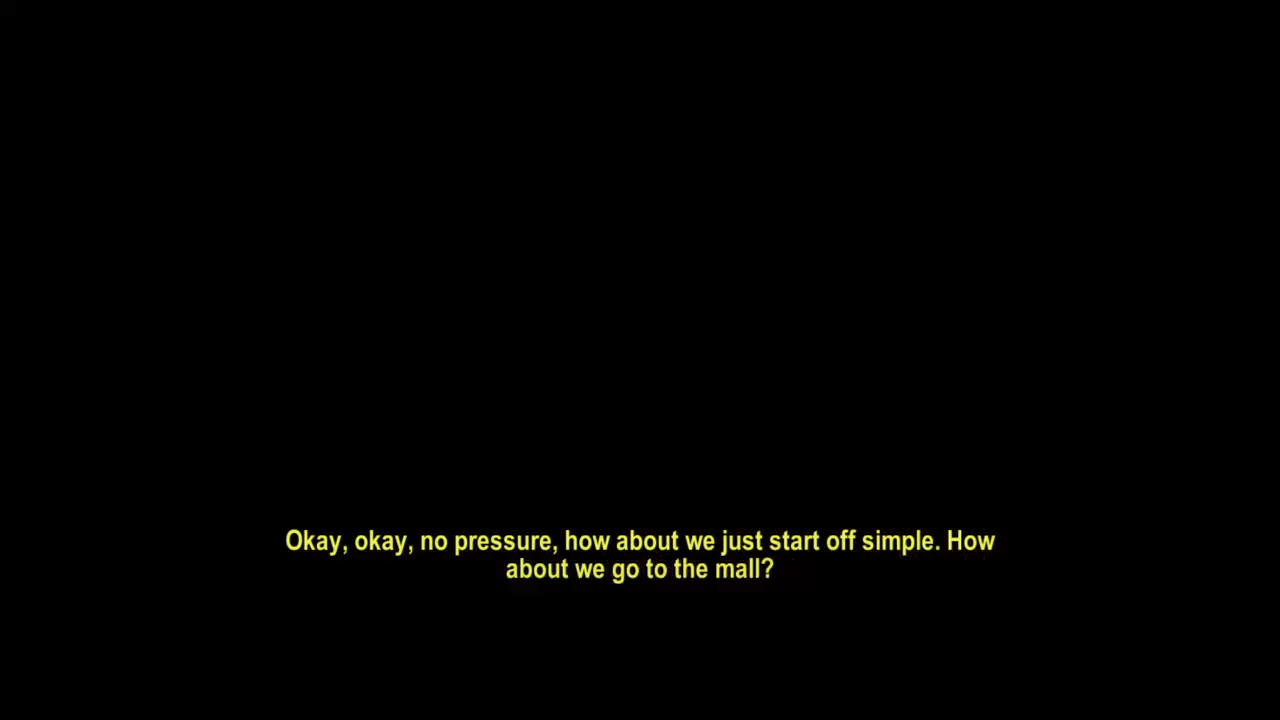 Okay, okay, no pressure, how about we just start off simple. How
about we go to the mall?